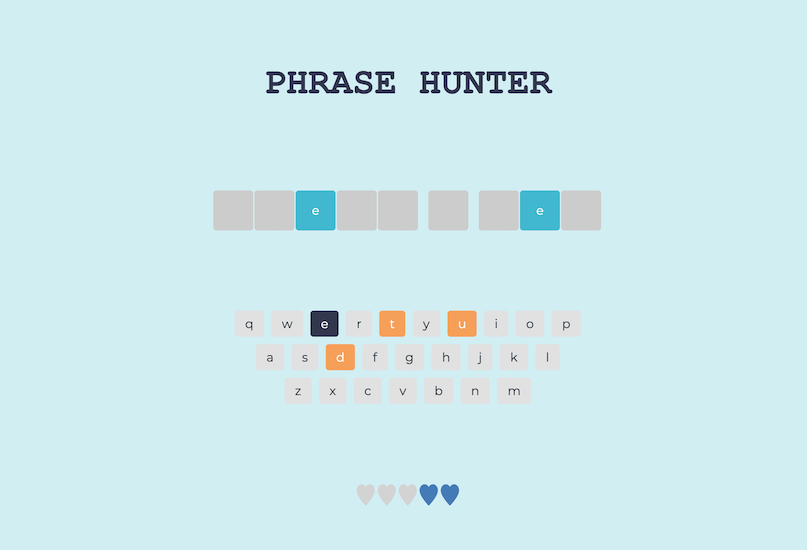 PHRASE HUNTER
e e
q w e r t y u i o p
a s d f g h j k l
z x c v b n m